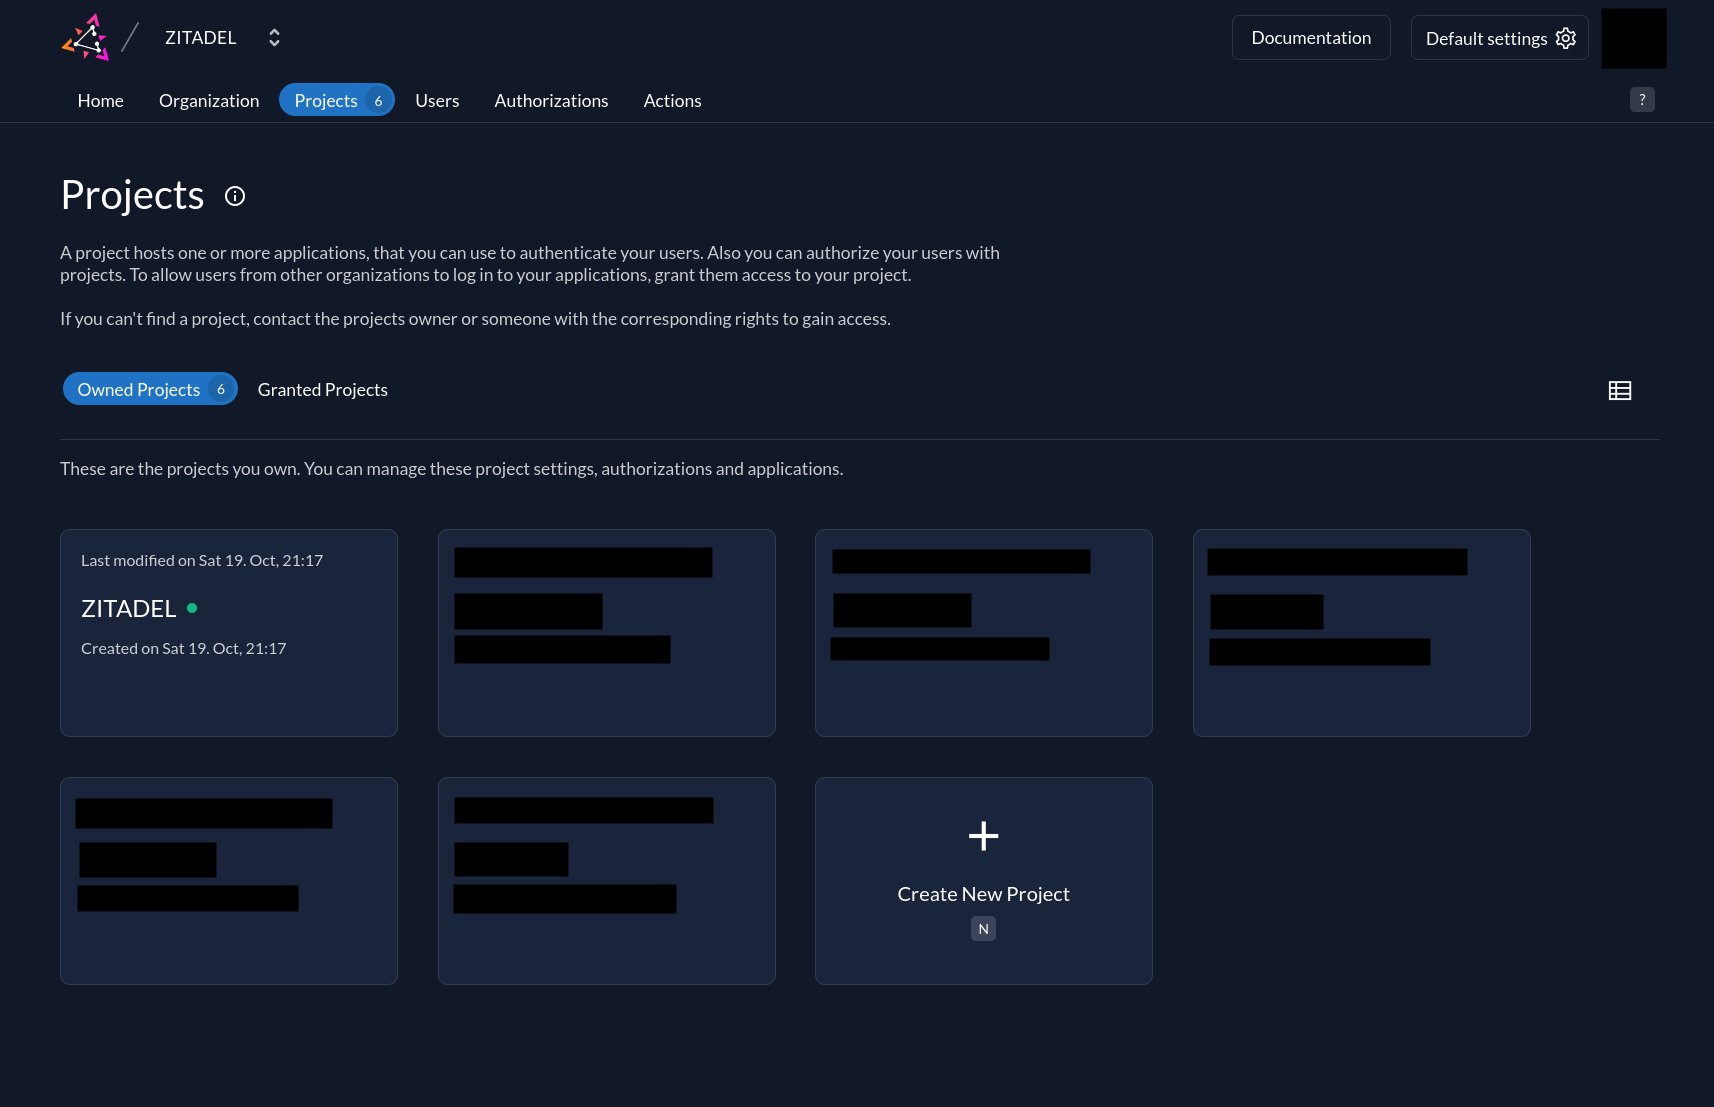 ZITADEL
Documentation
Default settings
Home
Organization
Projects 6
Users
Authorizations
Actions
?
Projects
A project hosts one or more applications, that you can use to authenticate your users. Also you can authorize your users with
projects. To allow users from other organizations to log in to your applications, grant them access to your project.
If you can't find a project, contact the projects owner or someone with the corresponding rights to gain access.
Owned Projects 6
Granted Projects
These are the projects you own. You can manage these project settings, authorizations and applications.
Last modified on Sat 19. Oct, 21:17
ZITADEL
Created on Sat 19. Oct, 21:17
Create New Project
N